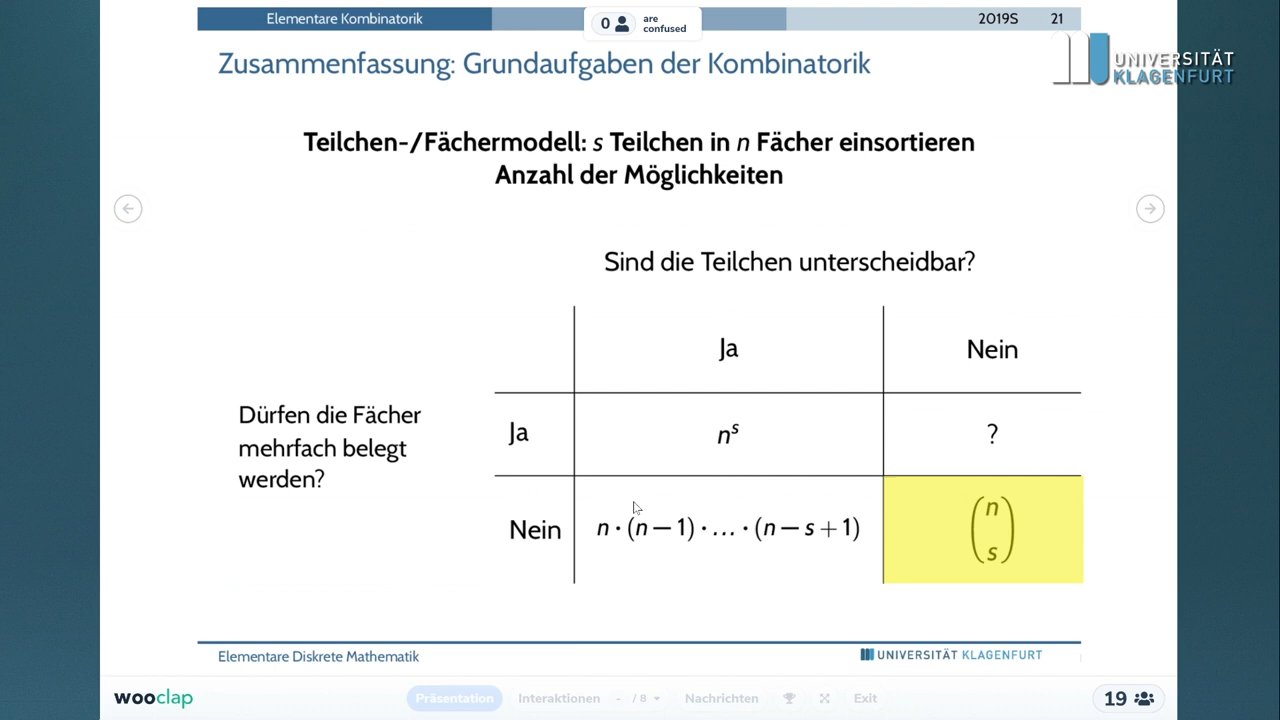 Elementare Kombinatorik
0 are confused
2019S 21
Zusammenfassung: Grundaufgaben der Kombinatorik
UNIVERSITÄT
KLAGENFURT
Teilchen-/Fächermodell: s Teilchen in n Fächer einsortieren
Anzahl der Möglichkeiten
Sind die Teilchen unterscheidbar?
Ja Nein
Dürfen die Fächer
mehrfach belegt
werden?
Ja n^s ?
Nein n · (n − 1) · … · (n − s + 1) (n s)
Elementare Diskrete Mathematik
UNIVERSITÄT KLAGENFURT
wooclap Präsentation Interaktionen - / 8 Nachrichten Exit 19